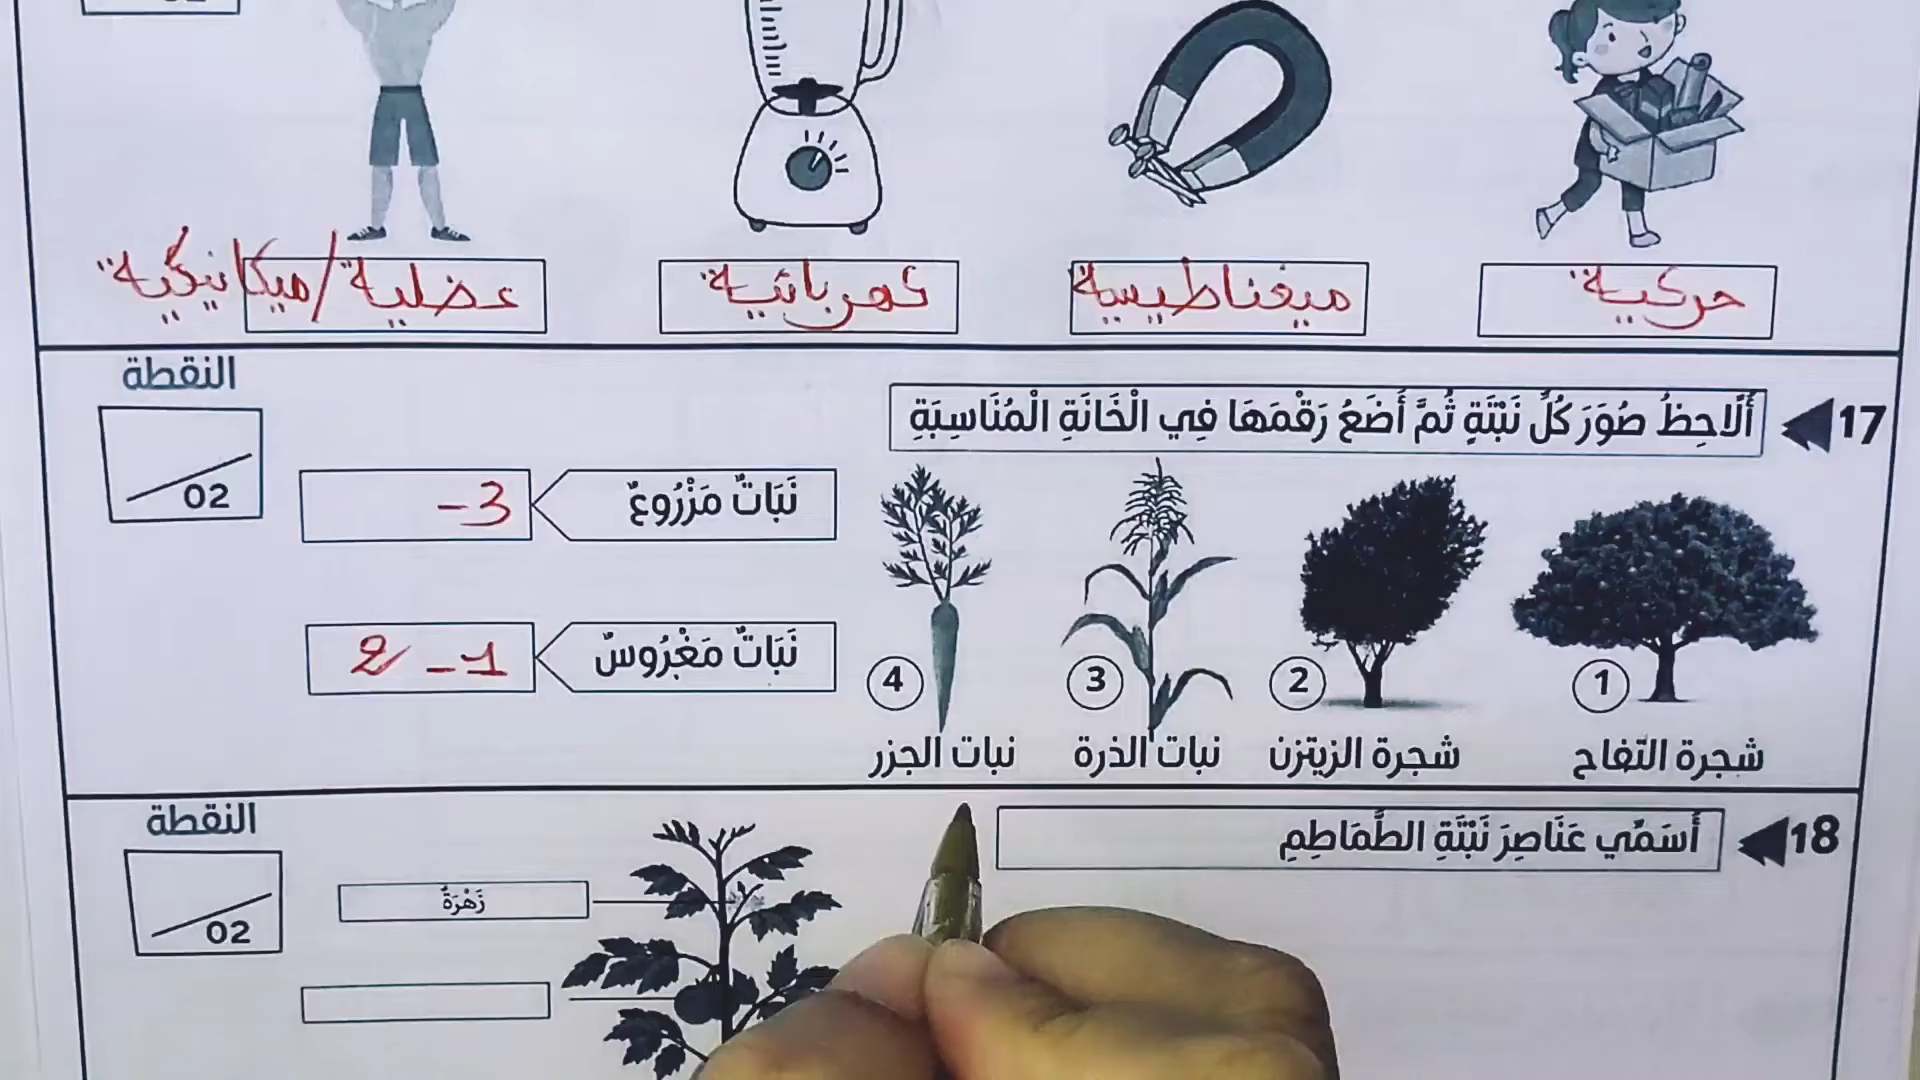 حركية
ميغناطيسية
كهربائية
عضلية/ميكانيكية
النقطة
17
أُلَاحِظُ صُوَرَ كُلِّ نَبْتَةٍ ثُمَّ أَضَعُ رَقْمَهَا فِي الْخَانَةِ الْمُنَاسِبَةِ
02
نَبَاتٌ مَزْرُوعٌ
3-
نَبَاتٌ مَغْرُوسٌ
1- 2
1
2
3
4
شجرة التفاح
شجرة الزيتزن
نبات الذرة
نبات الجزر
النقطة
18
أُسَمِّي عَنَاصِرَ نَبْتَةِ الطَّمَاطِمِ
02
زَهْرَةٌ